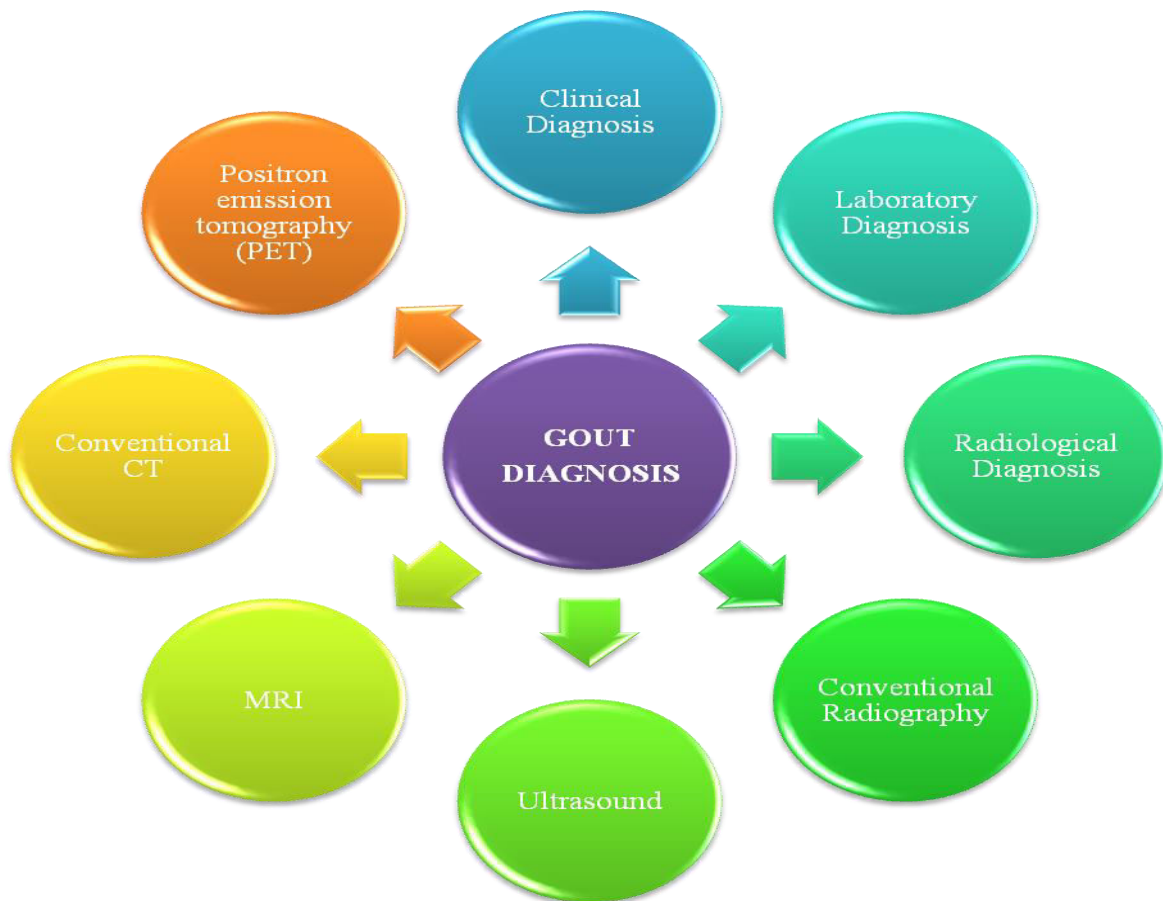 Clinical
Diagnosis
Laboratory
Diagnosis
Radiological
Diagnosis
Conventional
Radiography
Ultrasound
MRI
Conventional
CT
Positron
emission
tomography
(PET)
GOUT
DIAGNOSIS